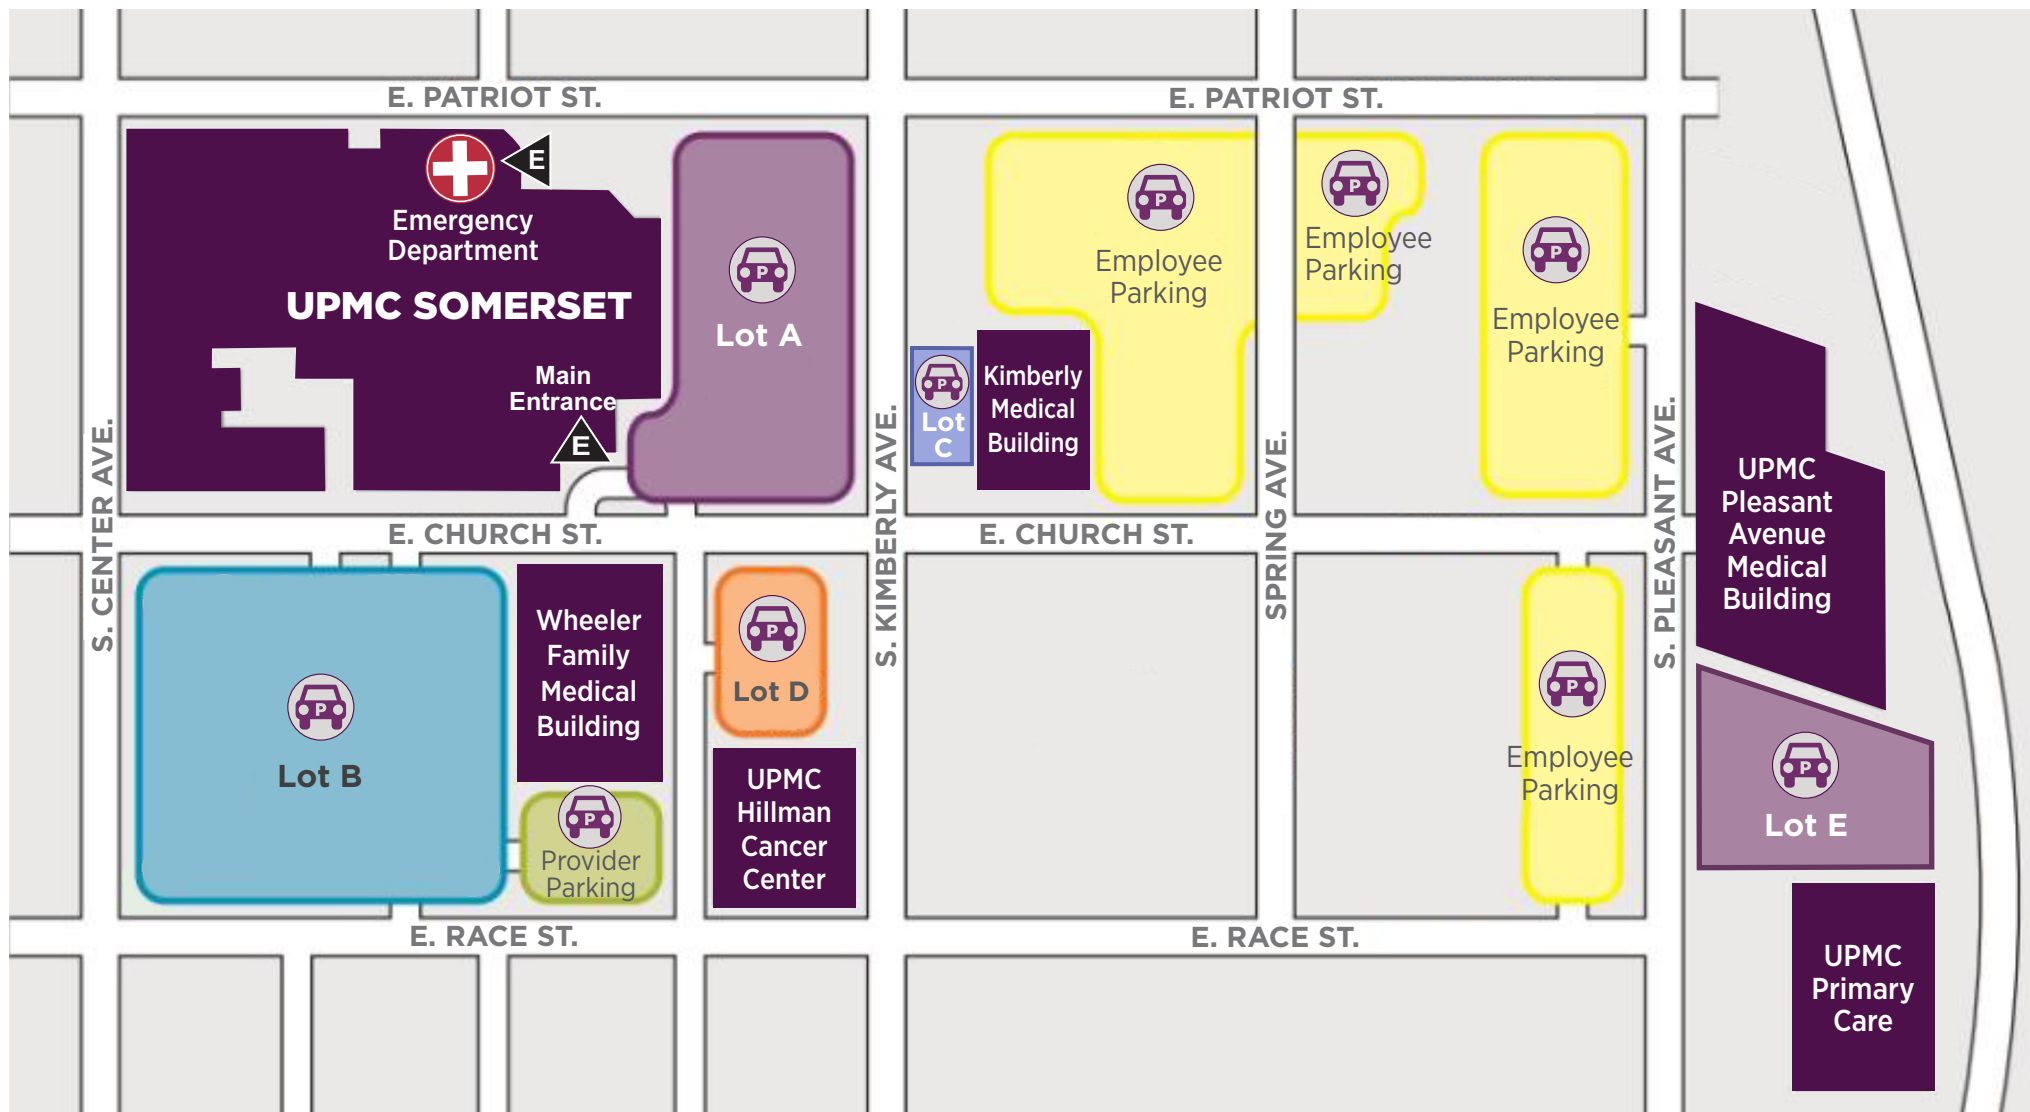 E. PATRIOT ST.
E. PATRIOT ST.
E
Emergency
Department
UPMC SOMERSET
Main
Entrance
E
P
Lot A
P
Lot
C
Kimberly
Medical
Building
P
Employee
Parking
P
Employee
Parking
P
Employee
Parking
S. CENTER AVE.
S. KIMBERLY AVE.
SPRING AVE.
S. PLEASANT AVE.
UPMC
Pleasant
Avenue
Medical
Building
E. CHURCH ST.
E. CHURCH ST.
P
Lot B
Wheeler
Family
Medical
Building
P
Provider
Parking
P
Lot D
UPMC
Hillman
Cancer
Center
P
Employee
Parking
P
Lot E
E. RACE ST.
E. RACE ST.
UPMC
Primary
Care